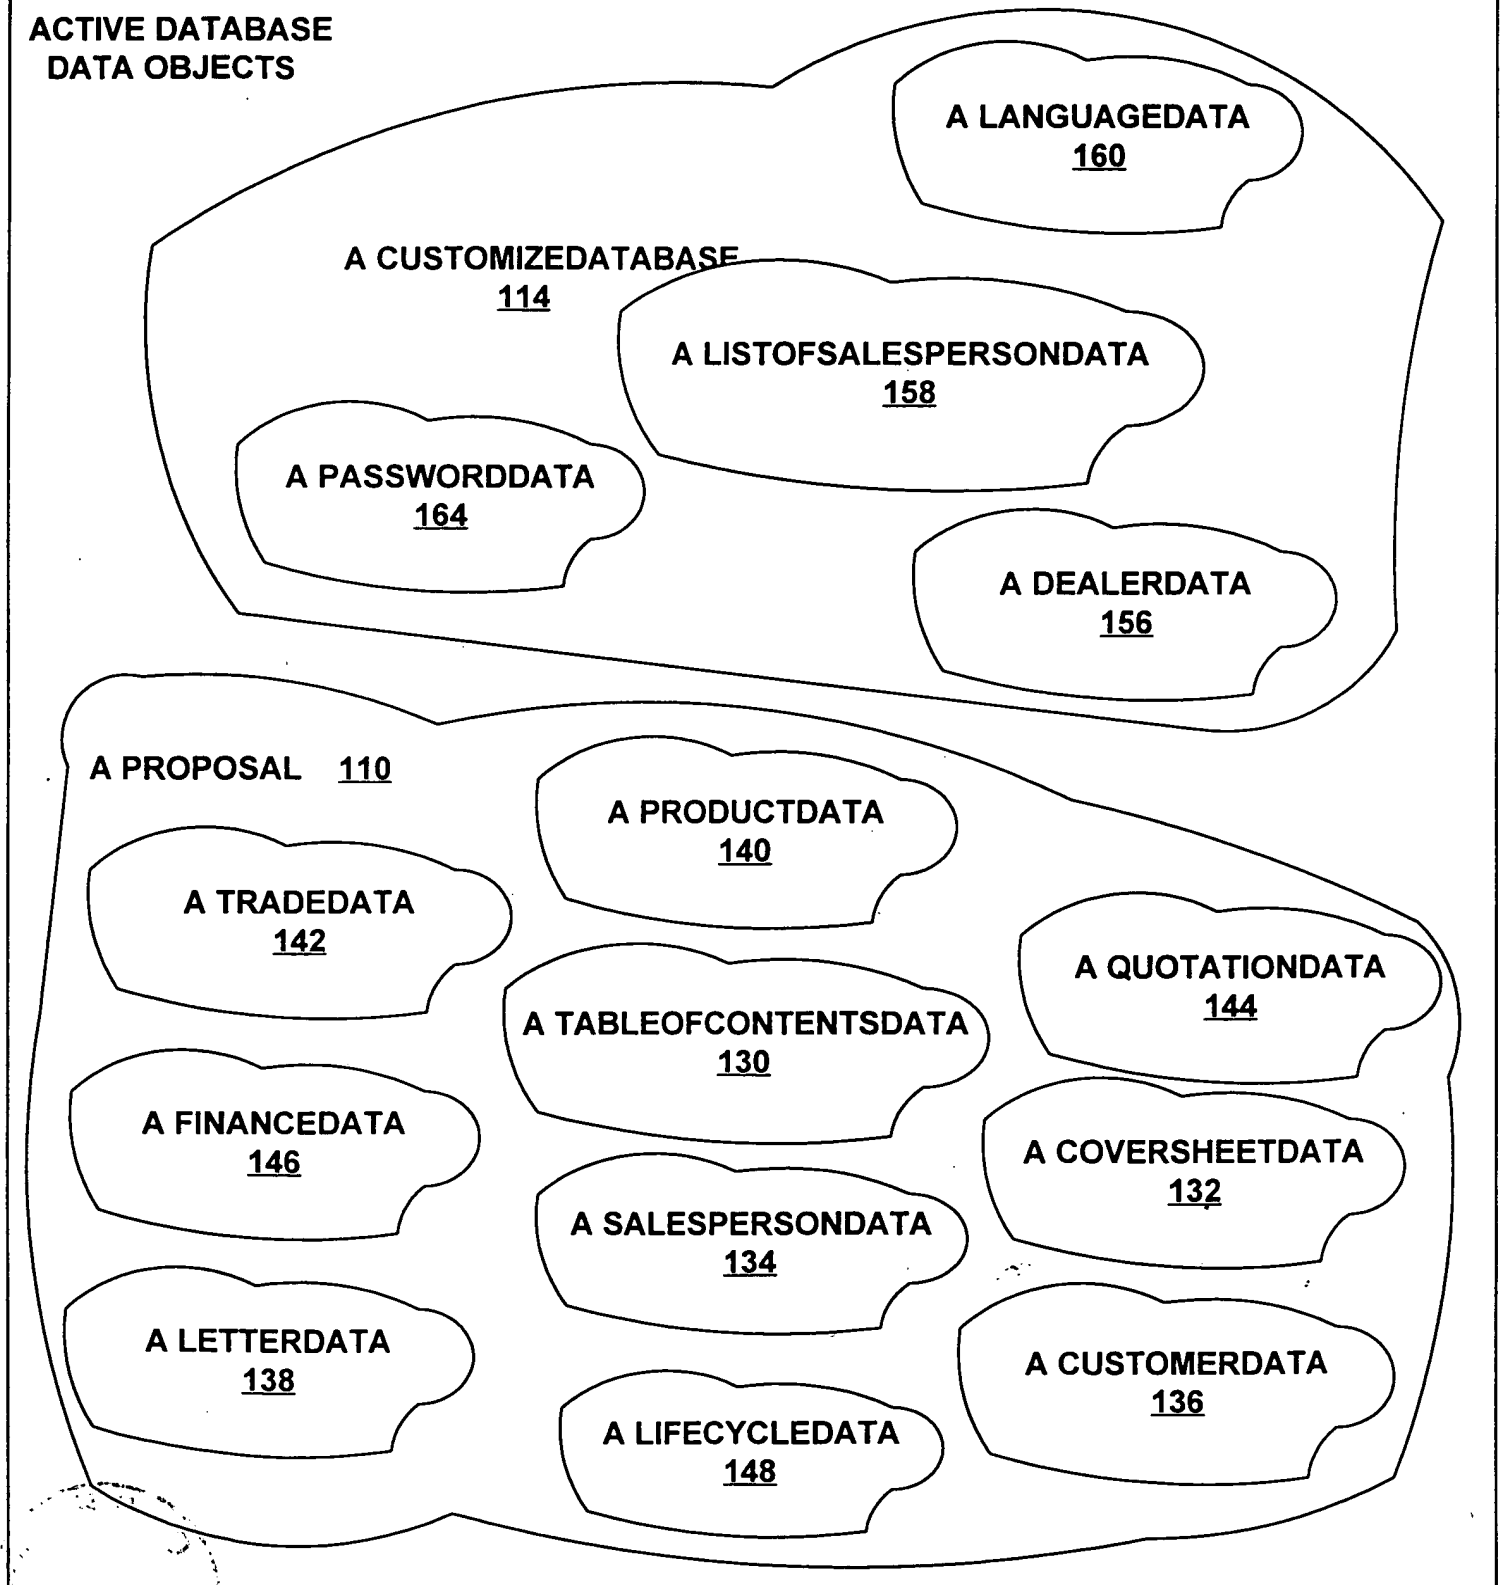 ACTIVE DATABASE
DATA OBJECTS
A LANGUAGEDATA
160
A CUSTOMIZEDATABASE
114
A LISTOFSALESPERSONDATA
158
A PASSWORDDATA
164
A DEALERDATA
156
A PROPOSAL 110
A PRODUCTDATA
140
A TRADEDATA
142
A QUOTATIONDATA
144
A TABLEOFCONTENTSDATA
130
A FINANCEDATA
146
A COVERSHEETDATA
132
A SALESPERSONDATA
134
A LETTERDATA
138
A CUSTOMERDATA
136
A LIFECYCLEDATA
148